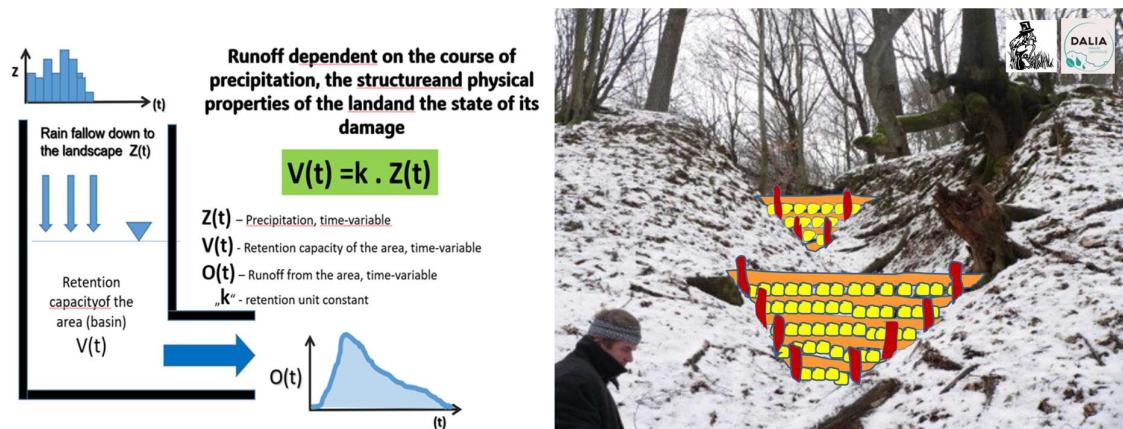 Z
(t)
Runoff dependent on the course of
precipitation, the structureand physical
properties of the landand the state of its
damage
Rain fallow down to
the landscape Z(t)
V(t) =k . Z(t)
Z(t) – Precipitation, time-variable
V(t) - Retention capacity of the area, time-variable
O(t) – Runoff from the area, time-variable
„k“ - retention unit constant
Retention
capacityof the
area (basin)
V(t)
O(t)
(t)
DALIA